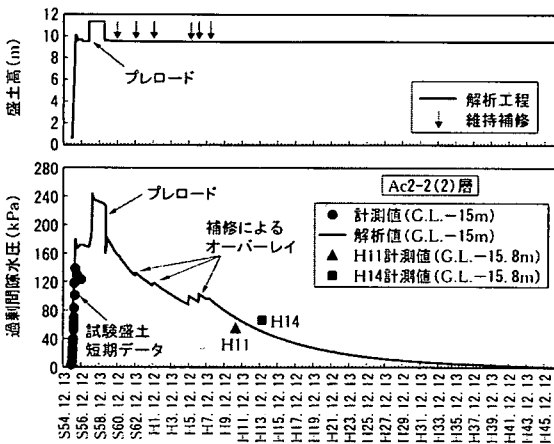 盛土高(m)
12
10
8
6
4
2
0
プレロード
解析工程
維持補修
過剰間隙水圧(kPa)
280
240
200
160
120
80
40
0
プレロード
補修による
オーバーレイ
試験盛土
短期データ
Ac2-2(2)層
計測値(G.L.-15m)
解析値(G.L.-15m)
H11計測値(G.L.-15.8m)
H14計測値(G.L.-15.8m)
H11
H14
S54. 12. 13
S56. 12. 12
S58. 12. 13
S60. 12. 12
S62. 12. 13
H1. 12. 12
H3. 12. 13
H5. 12. 12
H7. 12. 13
H9. 12. 12
H11. 12. 13
H13. 12. 12
H15. 12. 13
H17. 12. 12
H19. 12. 13
H21. 12. 12
H23. 12. 13
H25. 12. 12
H27. 12. 13
H29. 12. 12
H31. 12. 13
H33. 12. 12
H35. 12. 13
H37. 12. 12
H39. 12. 13
H41. 12. 12
H43. 12. 13
H45. 12. 12